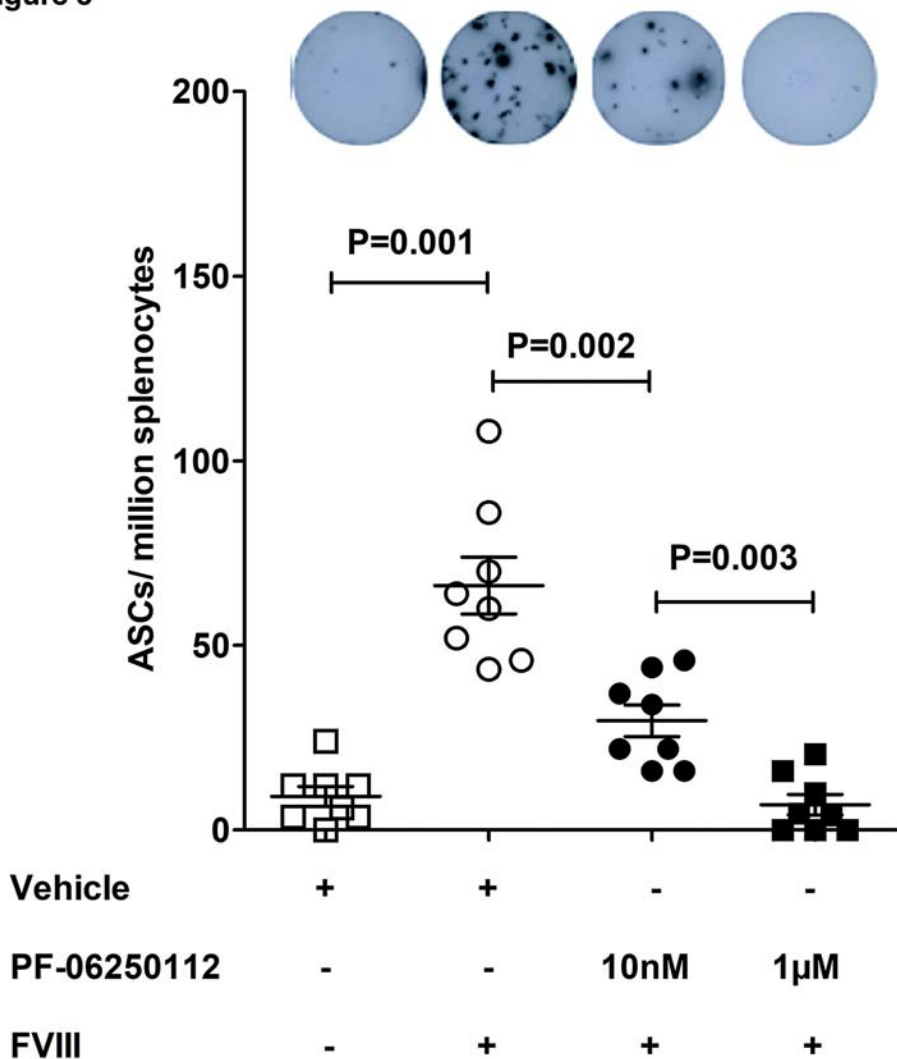 200
P=0.001
150
P=0.002
100
P=0.003
50
0
ASCs/ million splenocytes
Vehicle + + - -
PF-06250112 - - 10nM 1µM
FVIII - + + +